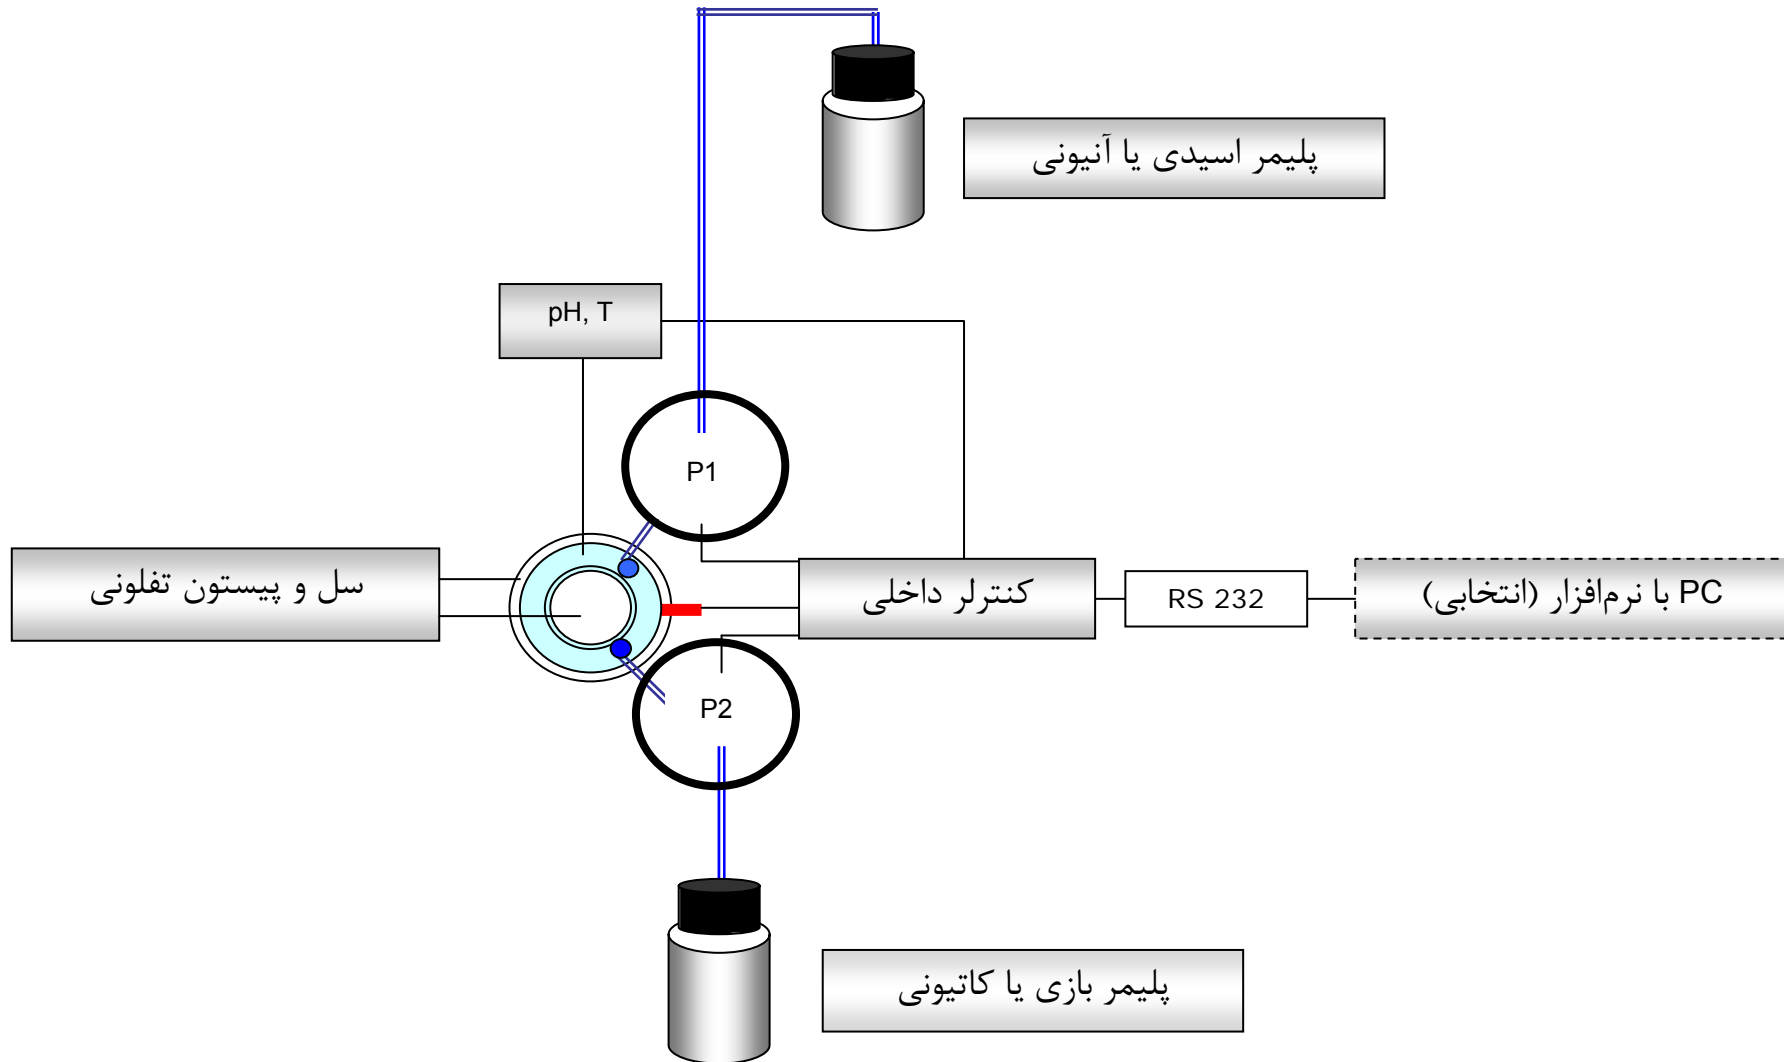 پلیمر اسیدی یا آنیونی
pH, T
P1
سل و پیستون تفلونی
کنترلر داخلی
RS 232
PC با نرم‌افزار (انتخابی)
P2
پلیمر بازی یا کاتیونی